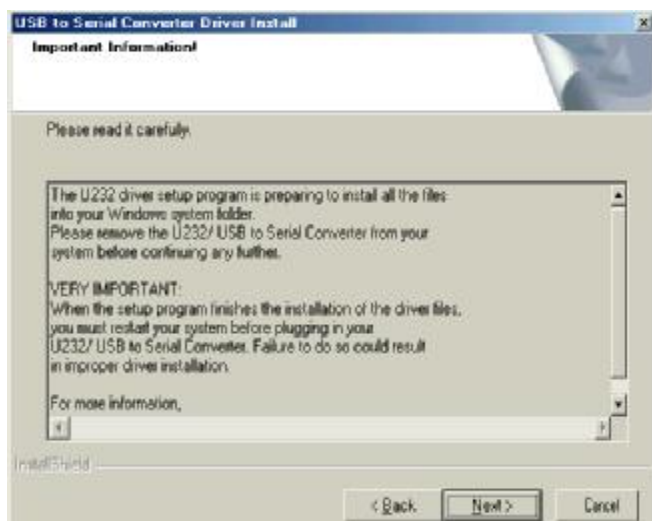 USB to Serial Converter Driver Install
Important Information!
Please read it carefully.
The U232 driver setup program is preparing to install all the files
into your Windows system folder.
Please remove the U232/ USB to Serial Converter from your
system before continuing any further.
VERY IMPORTANT:
When the setup program finishes the installation of the driver files,
you must restart your system before plugging in your
U232/ USB to Serial Converter. Failure to do so could result
in improper driver installation.
For more information,
InstallShield
< Back
Next >
Cancel